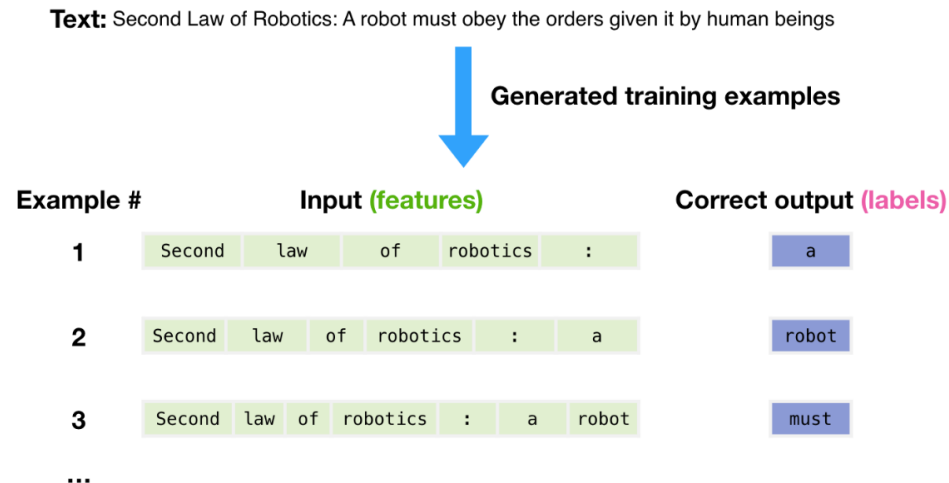 Text: Second Law of Robotics: A robot must obey the orders given it by human beings
Generated training examples
Example # Input (features) Correct output (labels)
1 Second law of robotics : a
2 Second law of robotics : a robot
3 Second law of robotics : a robot must
...